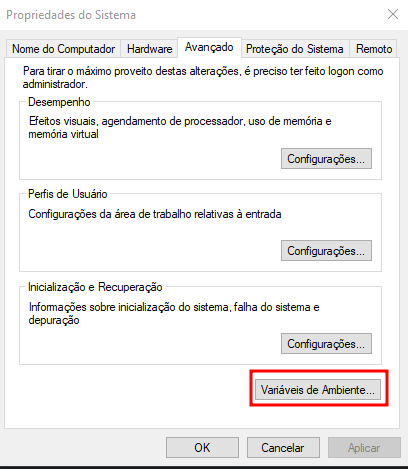 Propriedades do Sistema
Nome do Computador Hardware Avançado Proteção do Sistema Remoto
Para tirar o máximo proveito destas alterações, é preciso ter feito logon como
administrador.
Desempenho
Efeitos visuais, agendamento de processador, uso de memória e
memória virtual
Configurações...
Perfis de Usuário
Configurações da área de trabalho relativas à entrada
Configurações...
Inicialização e Recuperação
Informações sobre inicialização do sistema, falha do sistema e
depuração
Configurações...
Variáveis de Ambiente...
OK Cancelar Aplicar